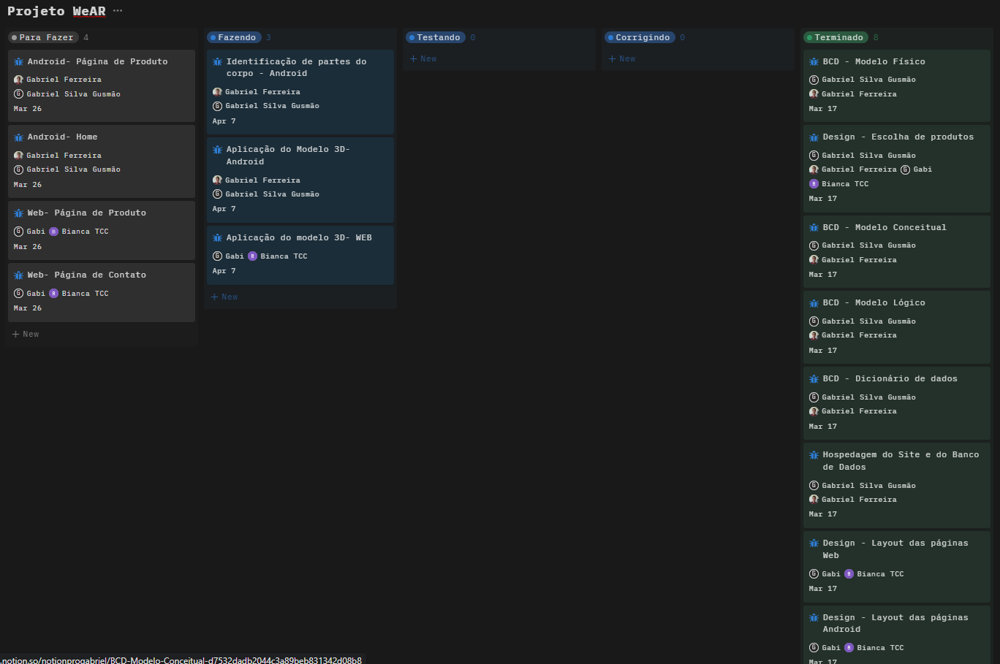 Projeto WeAR ...
Para Fazer 4
Android- Página de Produto
Gabriel Ferreira
G Gabriel Silva Gusmão
Mar 26
Android- Home
Gabriel Ferreira
G Gabriel Silva Gusmão
Mar 26
Web- Página de Produto
G Gabi B Bianca TCC
Mar 26
Web- Página de Contato
G Gabi B Bianca TCC
Mar 26
+ New
Fazendo 3
Identificação de partes do
corpo - Android
Gabriel Ferreira
G Gabriel Silva Gusmão
Apr 7
Aplicação do Modelo 3D-
Android
Gabriel Ferreira
G Gabriel Silva Gusmão
Apr 7
Aplicação do modelo 3D- WEB
G Gabi B Bianca TCC
Apr 7
+ New
Testando 0
+ New
Corrigindo 0
+ New
Terminado 8
BCD - Modelo Físico
G Gabriel Silva Gusmão
Gabriel Ferreira
Mar 17
Design - Escolha de produtos
G Gabriel Silva Gusmão
Gabriel Ferreira G Gabi
B Bianca TCC
Mar 17
BCD - Modelo Conceitual
G Gabriel Silva Gusmão
Gabriel Ferreira
Mar 17
BCD - Modelo Lógico
G Gabriel Silva Gusmão
Gabriel Ferreira
Mar 17
BCD - Dicionário de dados
G Gabriel Silva Gusmão
Gabriel Ferreira
Mar 17
Hospedagem do Site e do Banco
de Dados
G Gabriel Silva Gusmão
Gabriel Ferreira
Mar 17
Design - Layout das páginas
Web
G Gabi B Bianca TCC
Mar 17
Design - Layout das páginas
Android
G Gabi B Bianca TCC
Mar 17
.notion.so/notionprogabriel/BCD-Modelo-Conceitual-d7532dadb2044c3a89beb831342d08b8